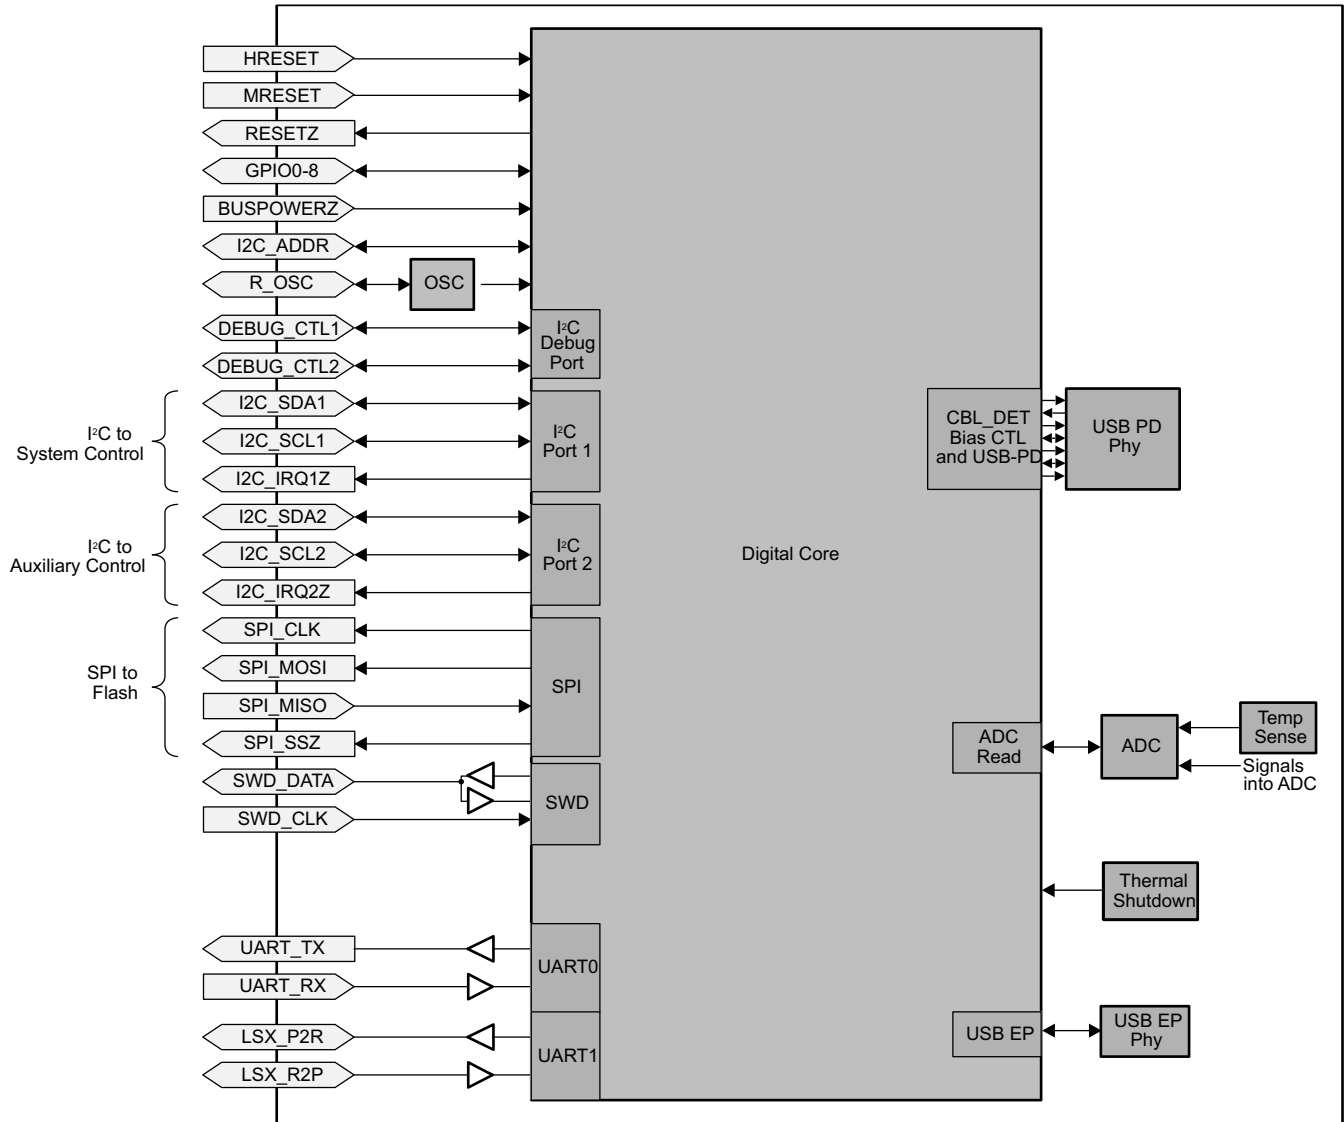 HRESET
MRESET
RESETZ
GPIO0-8
BUSPOWERZ
I2C_ADDR
R_OSC
OSC
DEBUG_CTL1
DEBUG_CTL2
I²C
Debug
Port
I²C to
System Control
I2C_SDA1
I2C_SCL1
I2C_IRQ1Z
I²C
Port 1
CBL_DET
Bias CTL
and USB-PD
USB PD
Phy
I²C to
Auxiliary Control
I2C_SDA2
I2C_SCL2
I2C_IRQ2Z
I²C
Port 2
Digital Core
SPI to
Flash
SPI_CLK
SPI_MOSI
SPI_MISO
SPI_SSZ
SPI
ADC
Read
ADC
Temp
Sense
Signals
into ADC
SWD_DATA
SWD_CLK
SWD
Thermal
Shutdown
UART_TX
UART_RX
UART0
LSX_P2R
LSX_R2P
UART1
USB EP
USB EP
Phy